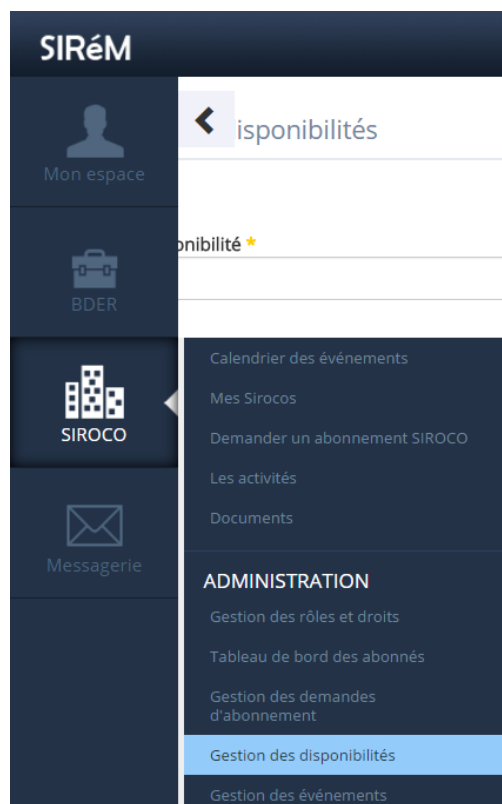 SIRéM
Mon espace
isponibilités
onibilité *
BDER
SIROCO
Calendrier des événements
Mes Sirocos
Demander un abonnement SIROCO
Les activités
Documents
Messagerie
ADMINISTRATION
Gestion des rôles et droits
Tableau de bord des abonnés
Gestion des demandes
d'abonnement
Gestion des disponibilités
Gestion des événements